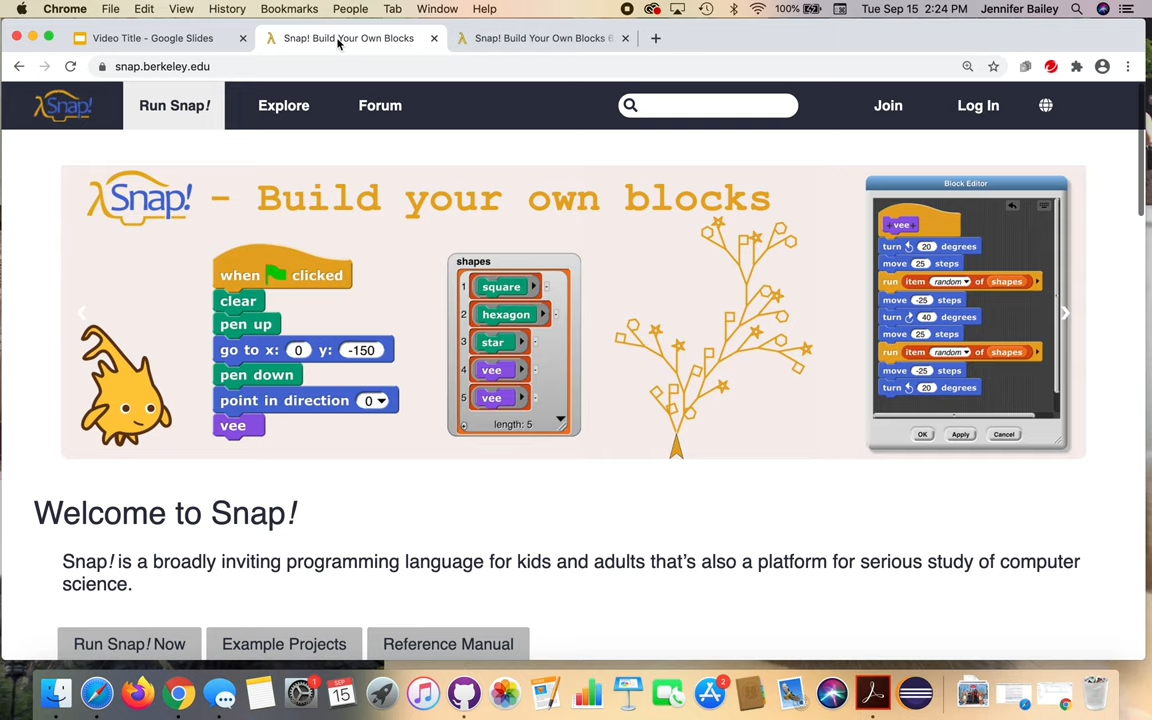 Chrome File Edit View History Bookmarks People Tab Window Help 100% Tue Sep 15 2:24 PM Jennifer Bailey
Video Title - Google Slides Snap! Build Your Own Blocks Snap! Build Your Own Blocks 6
snap.berkeley.edu
Snap! Run Snap! Explore Forum Join Log In
λSnap! - Build your own blocks
when clicked
clear
pen up
go to x: 0 y: -150
pen down
point in direction 0
vee
shapes
1 square
2 hexagon
3 star
4 vee
5 vee
length: 5
Block Editor
+vee+
turn 20 degrees
move 25 steps
run item random of shapes
move -25 steps
turn 40 degrees
move 25 steps
run item random of shapes
move -25 steps
turn 20 degrees
OK Apply Cancel
Welcome to Snap!
Snap! is a broadly inviting programming language for kids and adults that's also a platform for serious study of computer
science.
Run Snap! Now Example Projects Reference Manual
1 SEP 15 2